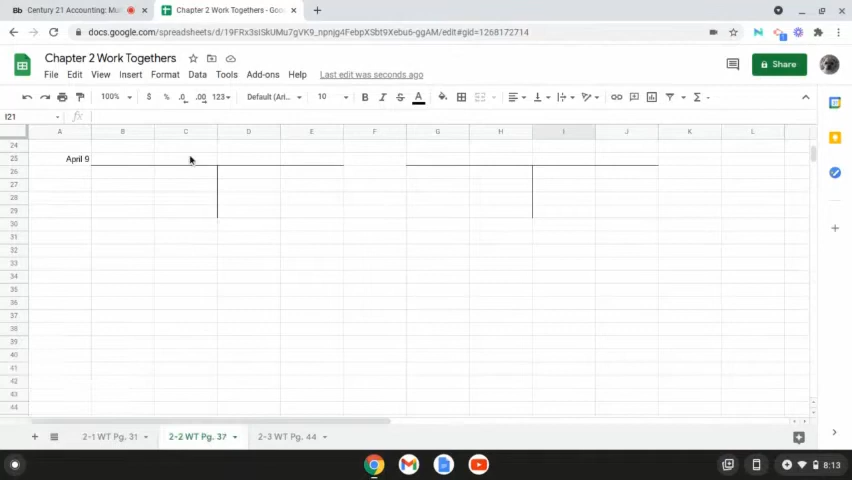 Bb Century 21 Accounting: Mul
Chapter 2 Work Togethers - Goo
docs.google.com/spreadsheets/d/19FRx3sISkUMu7gVK9_npnjg4FebpXSbt9Xebu6-ggAM/edit#gid=1268172714
Chapter 2 Work Togethers
Share
File Edit View Insert Format Data Tools Add-ons Help Last edit was seconds ago
100% $ % .0 .00 123 Default (Ari... 10 B I S A
I21 fx
A B C D E F G H I J K L
24
25 April 9
26
27
28
29
30
31
32
33
34
35
36
37
38
39
40
41
42
43
44
2-1 WT Pg. 31 2-2 WT Pg. 37 2-3 WT Pg. 44
8:13